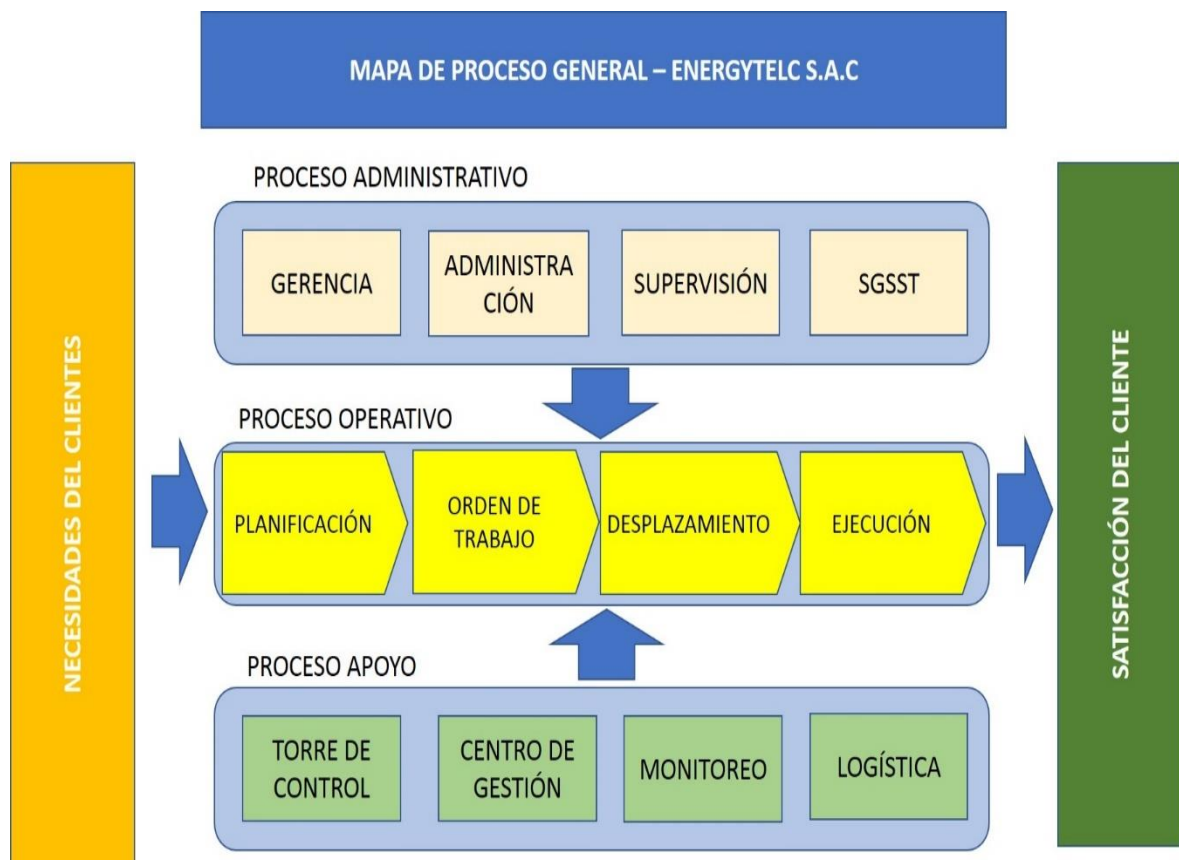 MAPA DE PROCESO GENERAL – ENERGYTELC S.A.C
NECESIDADES DEL CLIENTES
PROCESO ADMINISTRATIVO
GERENCIA
ADMINISTRA
CIÓN
SUPERVISIÓN
SGSST
PROCESO OPERATIVO
PLANIFICACIÓN
ORDEN DE
TRABAJO
DESPLAZAMIENTO
EJECUCIÓN
PROCESO APOYO
TORRE DE
CONTROL
CENTRO DE
GESTIÓN
MONITOREO
LOGÍSTICA
SATISFACCIÓN DEL CLIENTE